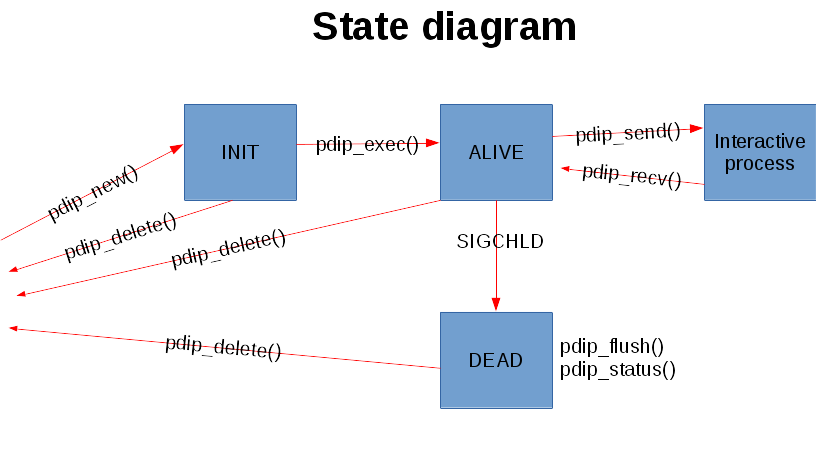 State diagram
INIT
pdip_exec()
ALIVE
pdip_send()
Interactive
process
pdip_recv()
pdip_new()
pdip_delete()
pdip_delete()
SIGCHLD
pdip_delete()
DEAD
pdip_flush()
pdip_status()